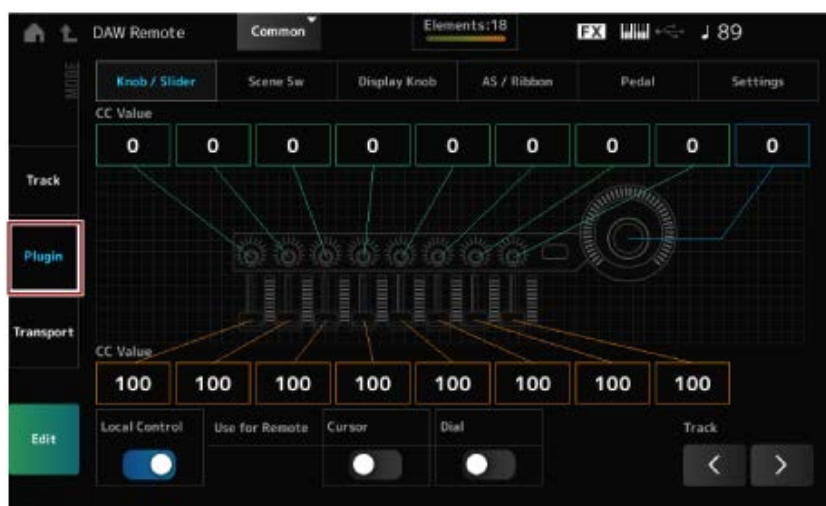 DAW Remote Common Elements:18 FX ♩ 89
MODE
Knob / Slider Scene Sw Display Knob AS / Ribbon Pedal Settings
CC Value
0 0 0 0 0 0 0 0 0
Track
Plugin
Transport
CC Value
100 100 100 100 100 100 100 100
Edit
Local Control Use for Remote Cursor Dial Track